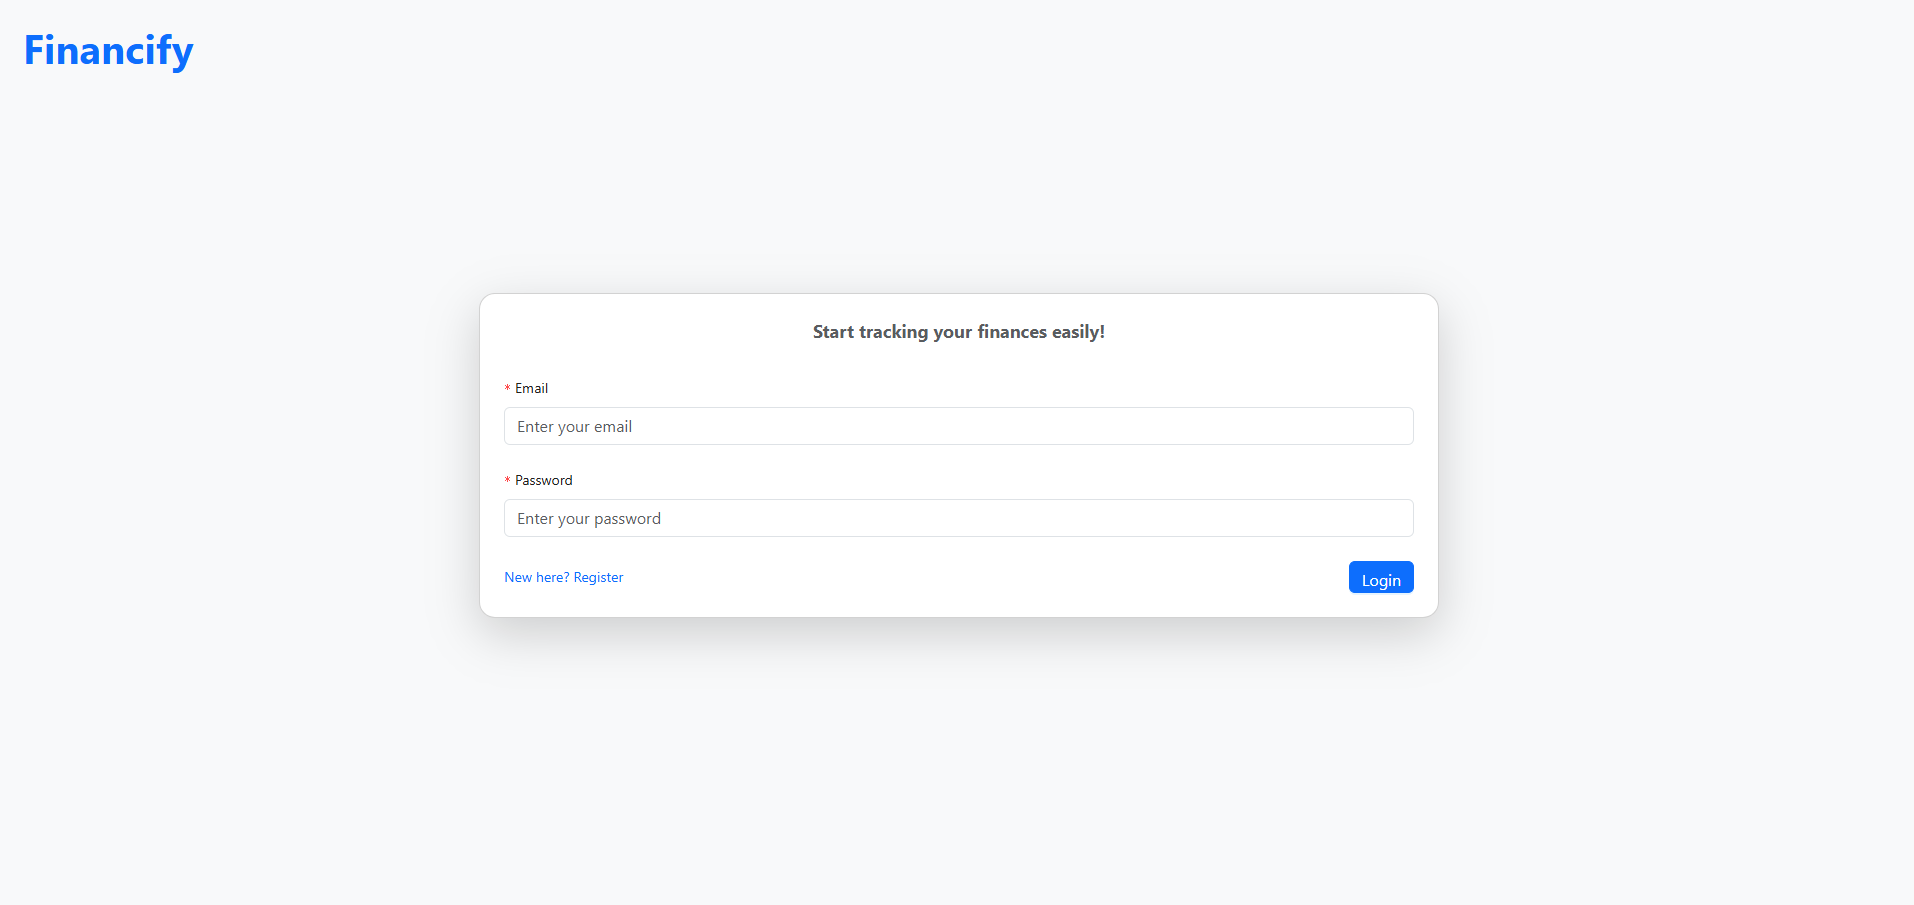 Financify
Start tracking your finances easily!
* Email
Enter your email
* Password
Enter your password
New here? Register
Login